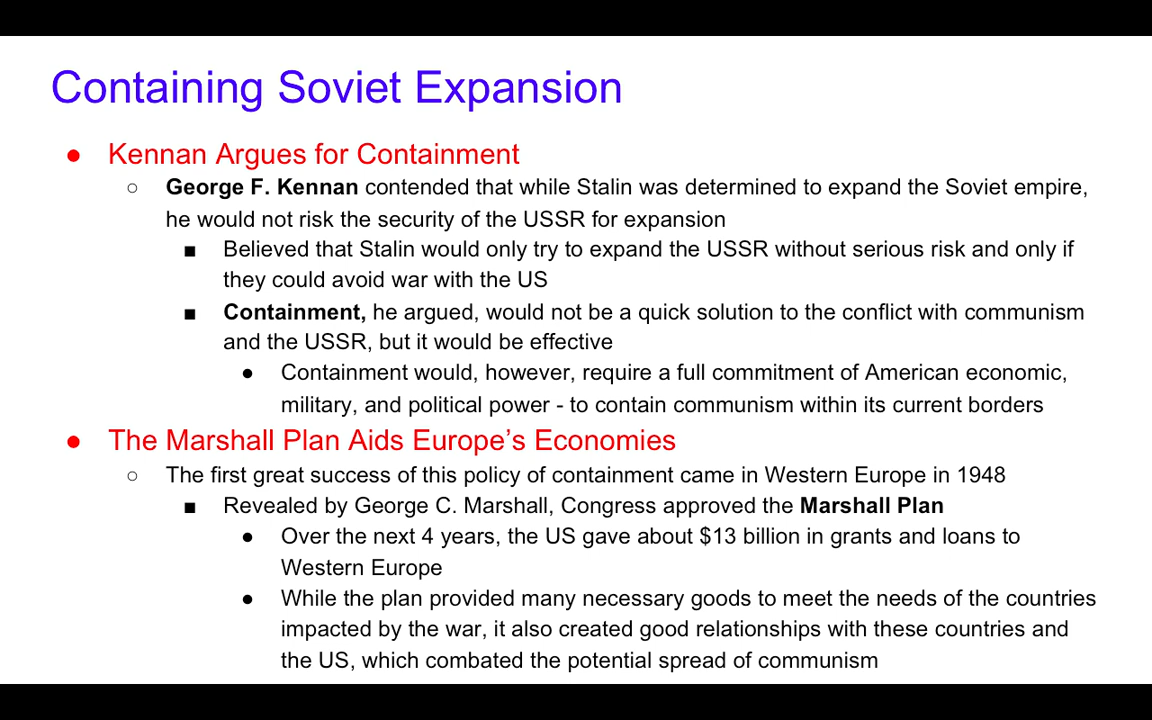 Containing Soviet Expansion
● Kennan Argues for Containment
○ George F. Kennan contended that while Stalin was determined to expand the Soviet empire,
he would not risk the security of the USSR for expansion
■ Believed that Stalin would only try to expand the USSR without serious risk and only if
they could avoid war with the US
■ Containment, he argued, would not be a quick solution to the conflict with communism
and the USSR, but it would be effective
● Containment would, however, require a full commitment of American economic,
military, and political power - to contain communism within its current borders
● The Marshall Plan Aids Europe’s Economies
○ The first great success of this policy of containment came in Western Europe in 1948
■ Revealed by George C. Marshall, Congress approved the Marshall Plan
● Over the next 4 years, the US gave about $13 billion in grants and loans to
Western Europe
● While the plan provided many necessary goods to meet the needs of the countries
impacted by the war, it also created good relationships with these countries and
the US, which combated the potential spread of communism